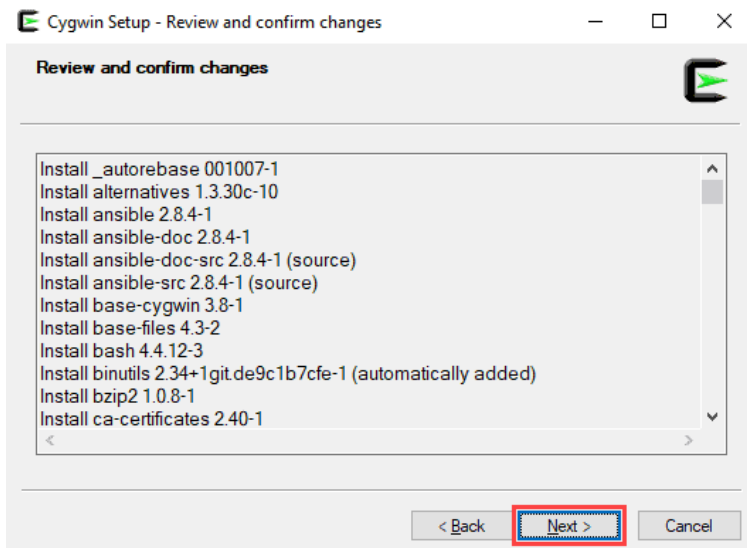 Cygwin Setup - Review and confirm changes
Review and confirm changes
Install _autorebase 001007-1
Install alternatives 1.3.30c-10
Install ansible 2.8.4-1
Install ansible-doc 2.8.4-1
Install ansible-doc-src 2.8.4-1 (source)
Install ansible-src 2.8.4-1 (source)
Install base-cygwin 3.8-1
Install base-files 4.3-2
Install bash 4.4.12-3
Install binutils 2.34+1git.de9c1b7cfe-1 (automatically added)
Install bzip2 1.0.8-1
Install ca-certificates 2.40-1
< Back Next > Cancel